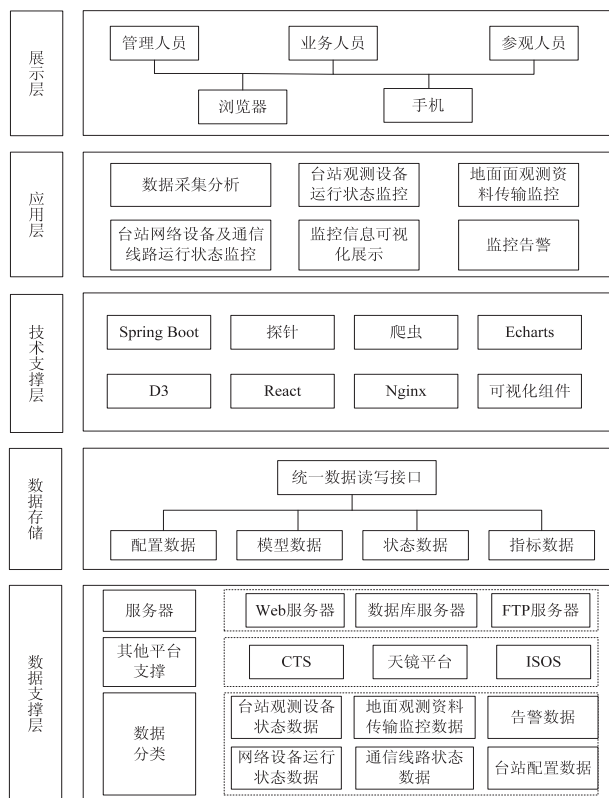 展示层
管理人员
业务人员
参观人员
浏览器
手机
应用层
数据采集分析
台站观测设备
运行状态监控
地面面观测资
料传输监控
台站网络设备及通信
线路运行状态监控
监控信息可视
化展示
监控告警
技术支撑层
Spring Boot
探针
爬虫
Echarts
D3
React
Nginx
可视化组件
数据存储
统一数据读写接口
配置数据
模型数据
状态数据
指标数据
数据支撑层
服务器
Web服务器
数据库服务器
FTP服务器
其他平台
支撑
CTS
天镜平台
ISOS
数据
分类
台站观测设备
状态数据
地面观测资料
传输监控数据
告警数据
网络设备运行
状态数据
通信线路状态
数据
台站配置数据